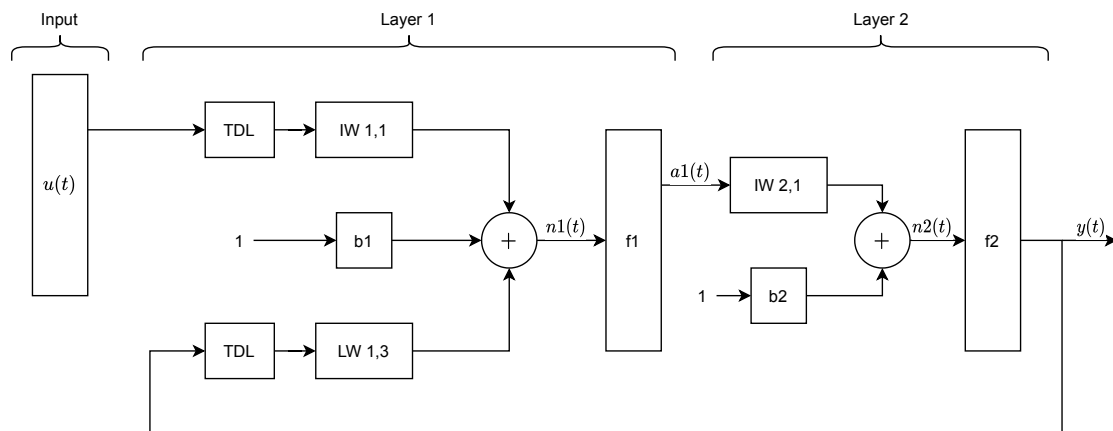 Input
Layer 1
Layer 2
u(t)
TDL
IW 1,1
1
b1
+
n1(t)
f1
a1(t)
IW 2,1
+
n2(t)
f2
y(t)
1
b2
TDL
LW 1,3